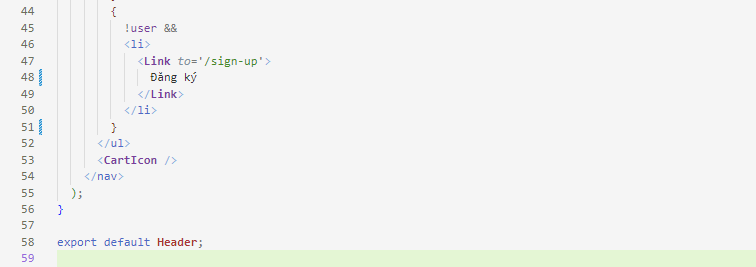 44 {
45 !user &&
46 <li>
47 <Link to='/sign-up'>
48 Đăng ký
49 </Link>
50 </li>
51 }
52 </ul>
53 <CartIcon />
54 </nav>
55 );
56 }
57
58 export default Header;
59